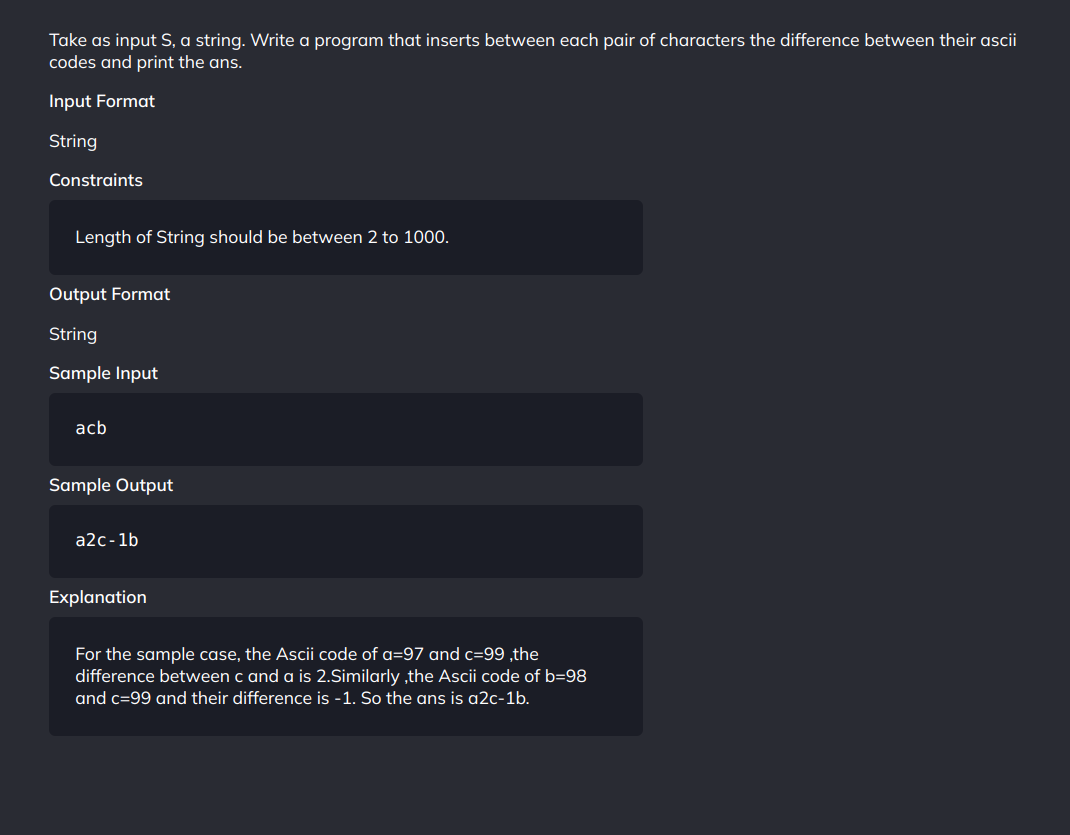 Take as input S, a string. Write a program that inserts between each pair of characters the difference between their ascii
codes and print the ans.
Input Format
String
Constraints
Length of String should be between 2 to 1000.
Output Format
String
Sample Input
acb
Sample Output
a2c-1b
Explanation
For the sample case, the Ascii code of a=97 and c=99 ,the
difference between c and a is 2.Similarly ,the Ascii code of b=98
and c=99 and their difference is -1. So the ans is a2c-1b.